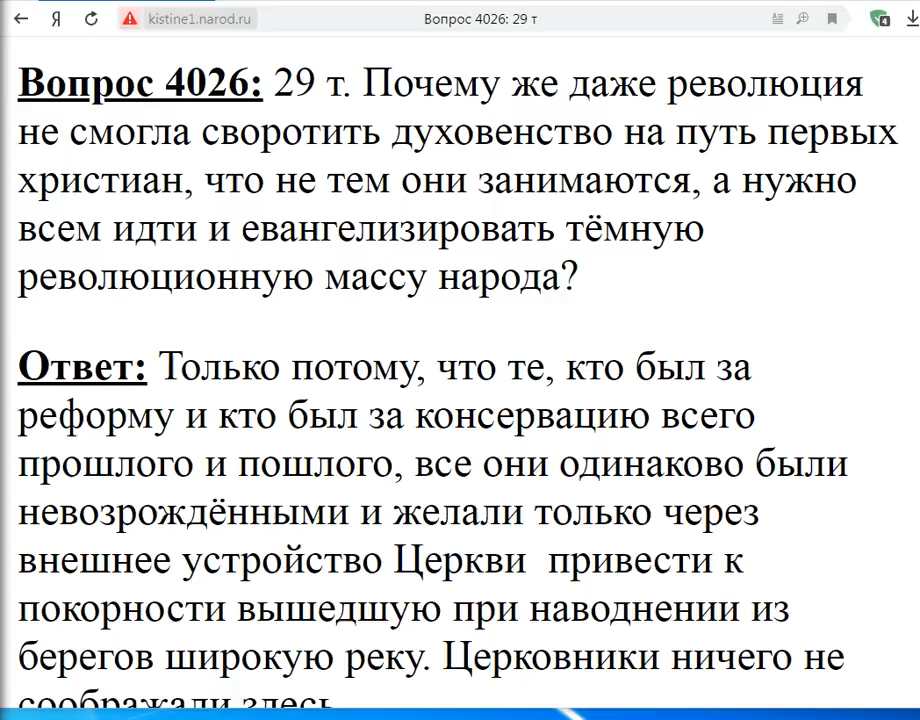 kistine1.narod.ru
Вопрос 4026: 29 т
4
Вопрос 4026: 29 т. Почему же даже революция
не смогла своротить духовенство на путь первых
христиан, что не тем они занимаются, а нужно
всем идти и евангелизировать тёмную
революционную массу народа?
Ответ: Только потому, что те, кто был за
реформу и кто был за консервацию всего
прошлого и пошлого, все они одинаково были
невозрождёнными и желали только через
внешнее устройство Церкви привести к
покорности вышедшую при наводнении из
берегов широкую реку. Церковники ничего не
соображали здесь